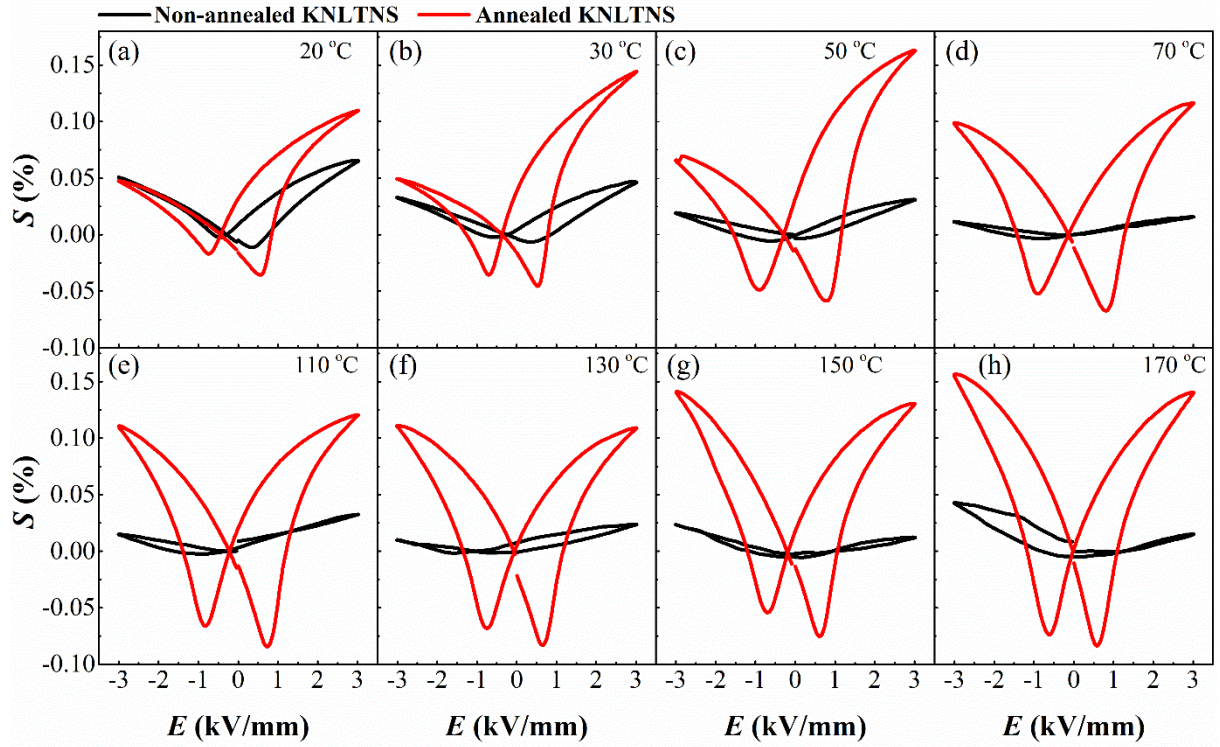 Non-annealed KNLTNS Annealed KNLTNS
(a) 20 °C (b) 30 °C (c) 50 °C (d) 70 °C
0.15
0.10
0.05
0.00
-0.05
-0.10
S (%)
(e) 110 °C (f) 130 °C (g) 150 °C (h) 170 °C
0.15
0.10
0.05
0.00
-0.05
-0.10
S (%)
-3 -2 -1 0 1 2 3 -3 -2 -1 0 1 2 3 -3 -2 -1 0 1 2 3 -3 -2 -1 0 1 2 3
E (kV/mm) E (kV/mm) E (kV/mm) E (kV/mm)